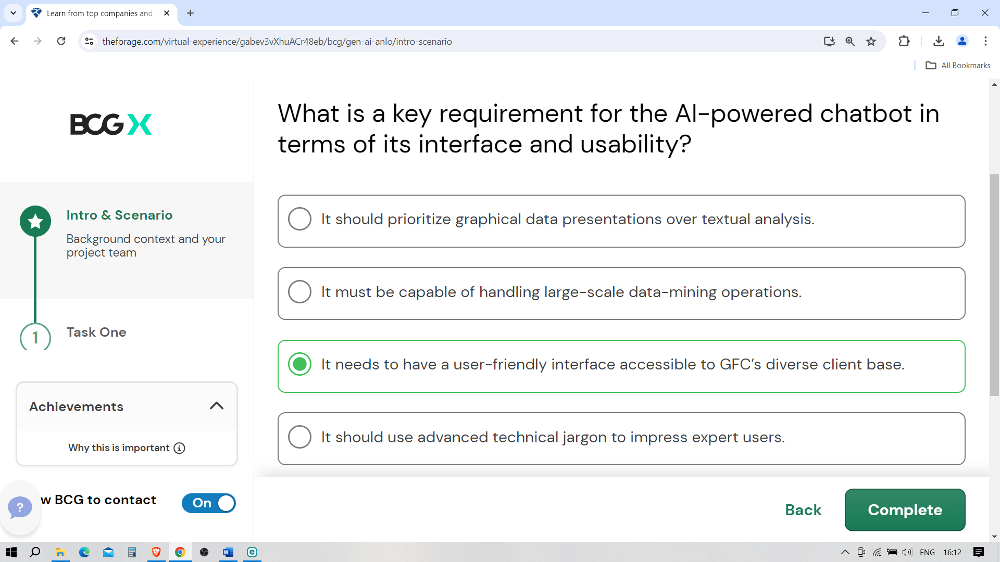 Learn from top companies and
theforage.com/virtual-experience/gabev3vXhuACr48eb/bcg/gen-ai-anlo/intro-scenario
All Bookmarks
BCG X
Intro & Scenario
Background context and your
project team
1
Task One
Achievements
Why this is important
w BCG to contact
On
?
What is a key requirement for the AI-powered chatbot in
terms of its interface and usability?
It should prioritize graphical data presentations over textual analysis.
It must be capable of handling large-scale data-mining operations.
It needs to have a user-friendly interface accessible to GFC’s diverse client base.
It should use advanced technical jargon to impress expert users.
Back
Complete
ENG
16:12